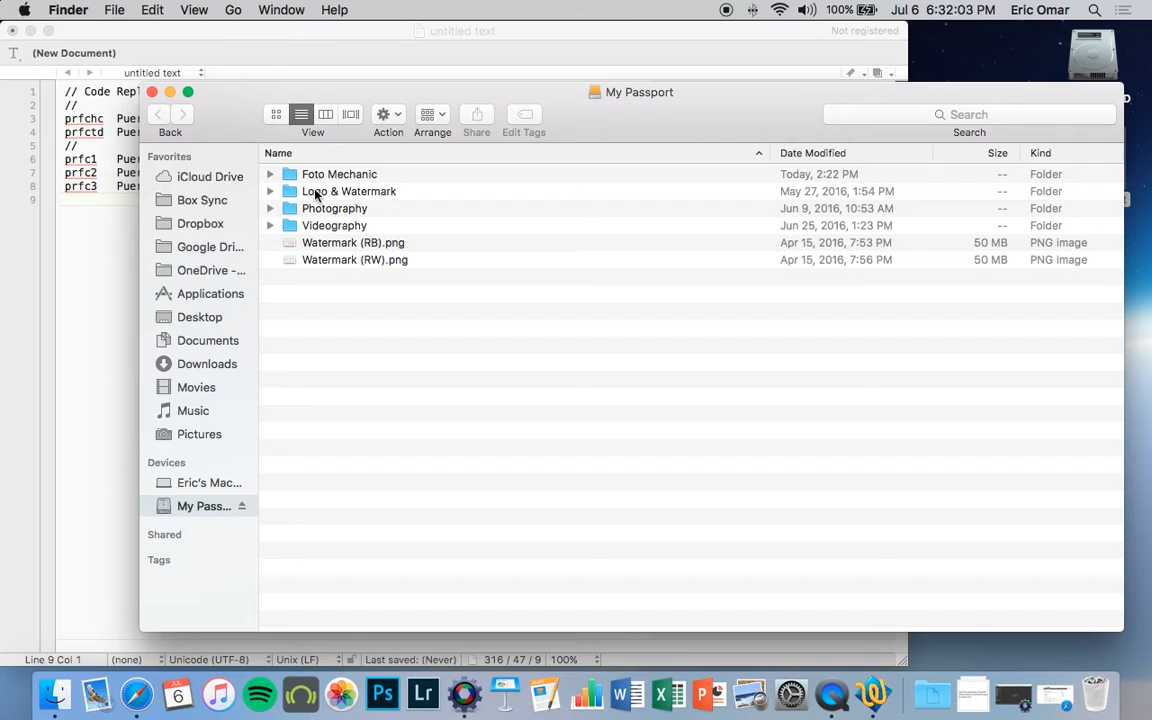 Finder File Edit View Go Window Help 100% Jul 6 6:32:03 PM Eric Omar
untitled text Not registered
(New Document)
untitled text
1 // Code Repl
2 //
3 prfchc Puer
4 prfctd Puer
5 //
6 prfc1 Puer
7 prfc2 Puer
8 prfc3 Puer
9
My Passport
Search
Back View Action Arrange Share Edit Tags Search
Favorites
iCloud Drive
Box Sync
Dropbox
Google Dri...
OneDrive -...
Applications
Desktop
Documents
Downloads
Movies
Music
Pictures
Devices
Eric's Mac...
My Pass...
Shared
Tags
Name Date Modified Size Kind
Foto Mechanic Today, 2:22 PM -- Folder
Logo & Watermark May 27, 2016, 1:54 PM -- Folder
Photography Jun 9, 2016, 10:53 AM -- Folder
Videography Jun 25, 2016, 1:23 PM -- Folder
Watermark (RB).png Apr 15, 2016, 7:53 PM 50 MB PNG image
Watermark (RW).png Apr 15, 2016, 7:56 PM 50 MB PNG image
Line 9 Col 1 (none) Unicode (UTF-8) Unix (LF) Last saved: (Never) 316 / 47 / 9 100%
JUL
6
Ps
Lr